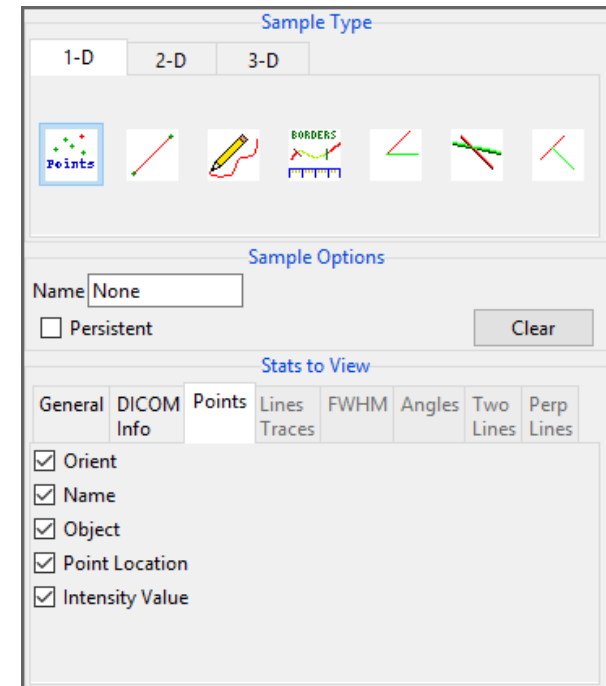 Sample Type
1-D 2-D 3-D
Points BORDERS
Sample Options
Name None
Persistent Clear
Stats to View
General DICOM Info Points Lines Traces FWHM Angles Two Lines Perp Lines
Orient
Name
Object
Point Location
Intensity Value